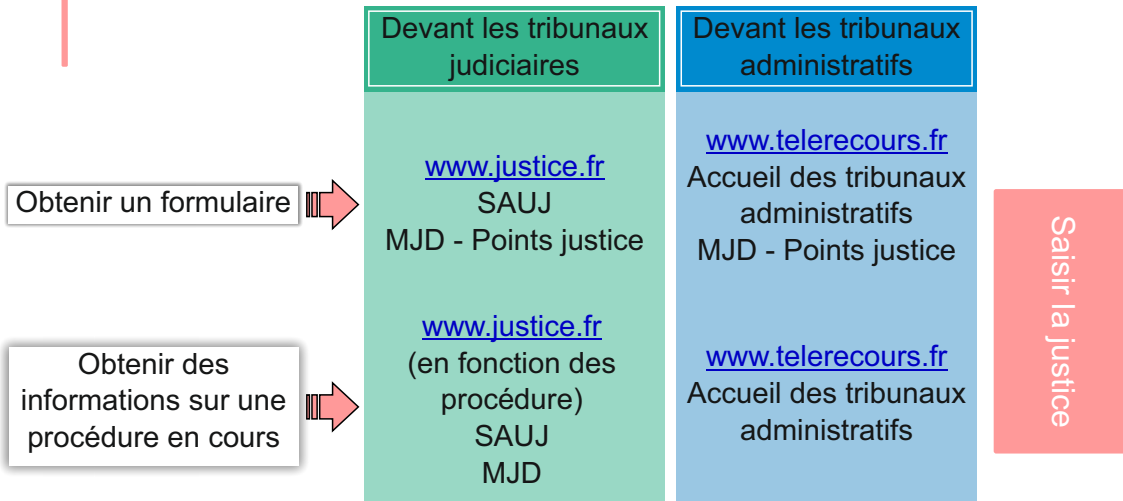 Devant les tribunaux
judiciaires
Devant les tribunaux
administratifs
Obtenir un formulaire
www.justice.fr
SAUJ
MJD - Points justice
www.telerecours.fr
Accueil des tribunaux
administratifs
MJD - Points justice
Obtenir des
informations sur une
procédure en cours
www.justice.fr
(en fonction des
procédure)
SAUJ
MJD
www.telerecours.fr
Accueil des tribunaux
administratifs
Saisir la justice